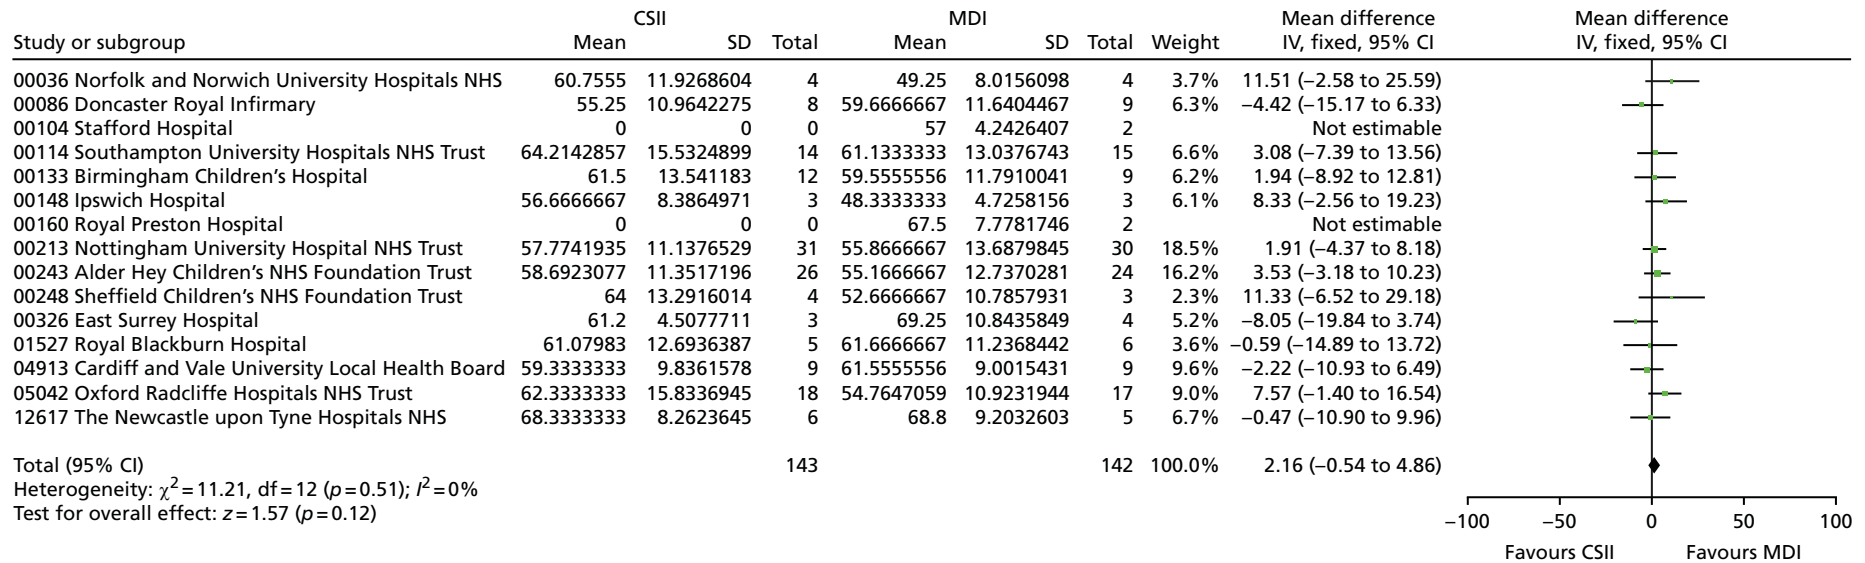 CSII MDI Mean difference Mean difference
Study or subgroup Mean SD Total Mean SD Total Weight IV, fixed, 95% CI IV, fixed, 95% CI
00036 Norfolk and Norwich University Hospitals NHS 60.7555 11.9268604 4 49.25 8.0156098 4 3.7% 11.51 (−2.58 to 25.59)
00086 Doncaster Royal Infirmary 55.25 10.9642275 8 59.6666667 11.6404467 9 6.3% −4.42 (−15.17 to 6.33)
00104 Stafford Hospital 0 0 0 57 4.2426407 2 Not estimable
00114 Southampton University Hospitals NHS Trust 64.2142857 15.5324899 14 61.1333333 13.0376743 15 6.6% 3.08 (−7.39 to 13.56)
00133 Birmingham Children’s Hospital 61.5 13.541183 12 59.5555556 11.7910041 9 6.2% 1.94 (−8.92 to 12.81)
00148 Ipswich Hospital 56.6666667 8.3864971 3 48.3333333 4.7258156 3 6.1% 8.33 (−2.56 to 19.23)
00160 Royal Preston Hospital 0 0 0 67.5 7.7781746 2 Not estimable
00213 Nottingham University Hospital NHS Trust 57.7741935 11.1376529 31 55.8666667 13.6879845 30 18.5% 1.91 (−4.37 to 8.18)
00243 Alder Hey Children’s NHS Foundation Trust 58.6923077 11.3517196 26 55.1666667 12.7370281 24 16.2% 3.53 (−3.18 to 10.23)
00248 Sheffield Children’s NHS Foundation Trust 64 13.2916014 4 52.6666667 10.7857931 3 2.3% 11.33 (−6.52 to 29.18)
00326 East Surrey Hospital 61.2 4.5077711 3 69.25 10.8435849 4 5.2% −8.05 (−19.84 to 3.74)
01527 Royal Blackburn Hospital 61.07983 12.6936387 5 61.6666667 11.2368442 6 3.6% −0.59 (−14.89 to 13.72)
04913 Cardiff and Vale University Local Health Board 59.3333333 9.8361578 9 61.5555556 9.0015431 9 9.6% −2.22 (−10.93 to 6.49)
05042 Oxford Radcliffe Hospitals NHS Trust 62.3333333 15.8336945 18 54.7647059 10.9231944 17 9.0% 7.57 (−1.40 to 16.54)
12617 The Newcastle upon Tyne Hospitals NHS 68.3333333 8.2623645 6 68.8 9.2032603 5 6.7% −0.47 (−10.90 to 9.96)
Total (95% CI) 143 142 100.0% 2.16 (−0.54 to 4.86)
Heterogeneity: χ²=11.21, df=12 (p=0.51); I²=0%
Test for overall effect: z=1.57 (p=0.12)
−100 −50 0 50 100
Favours CSII Favours MDI